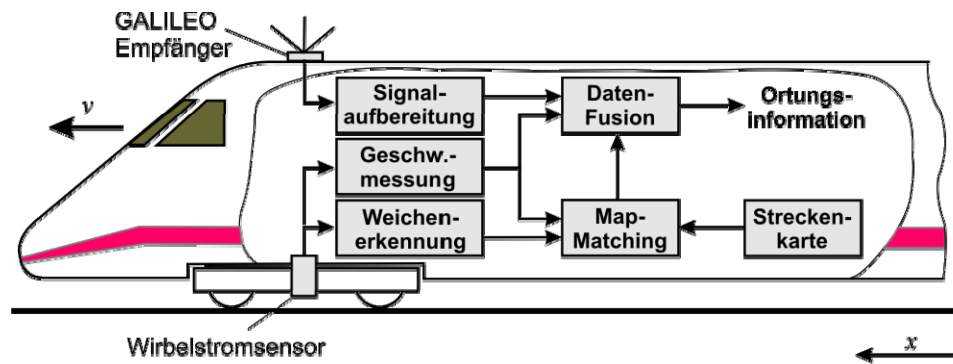 GALILEO
Empfänger
v
Signal-
aufbereitung
Daten-
Fusion
Ortungs-
information
Geschw.-
messung
Weichen-
erkennung
Map-
Matching
Strecken-
karte
Wirbelstromsensor
x